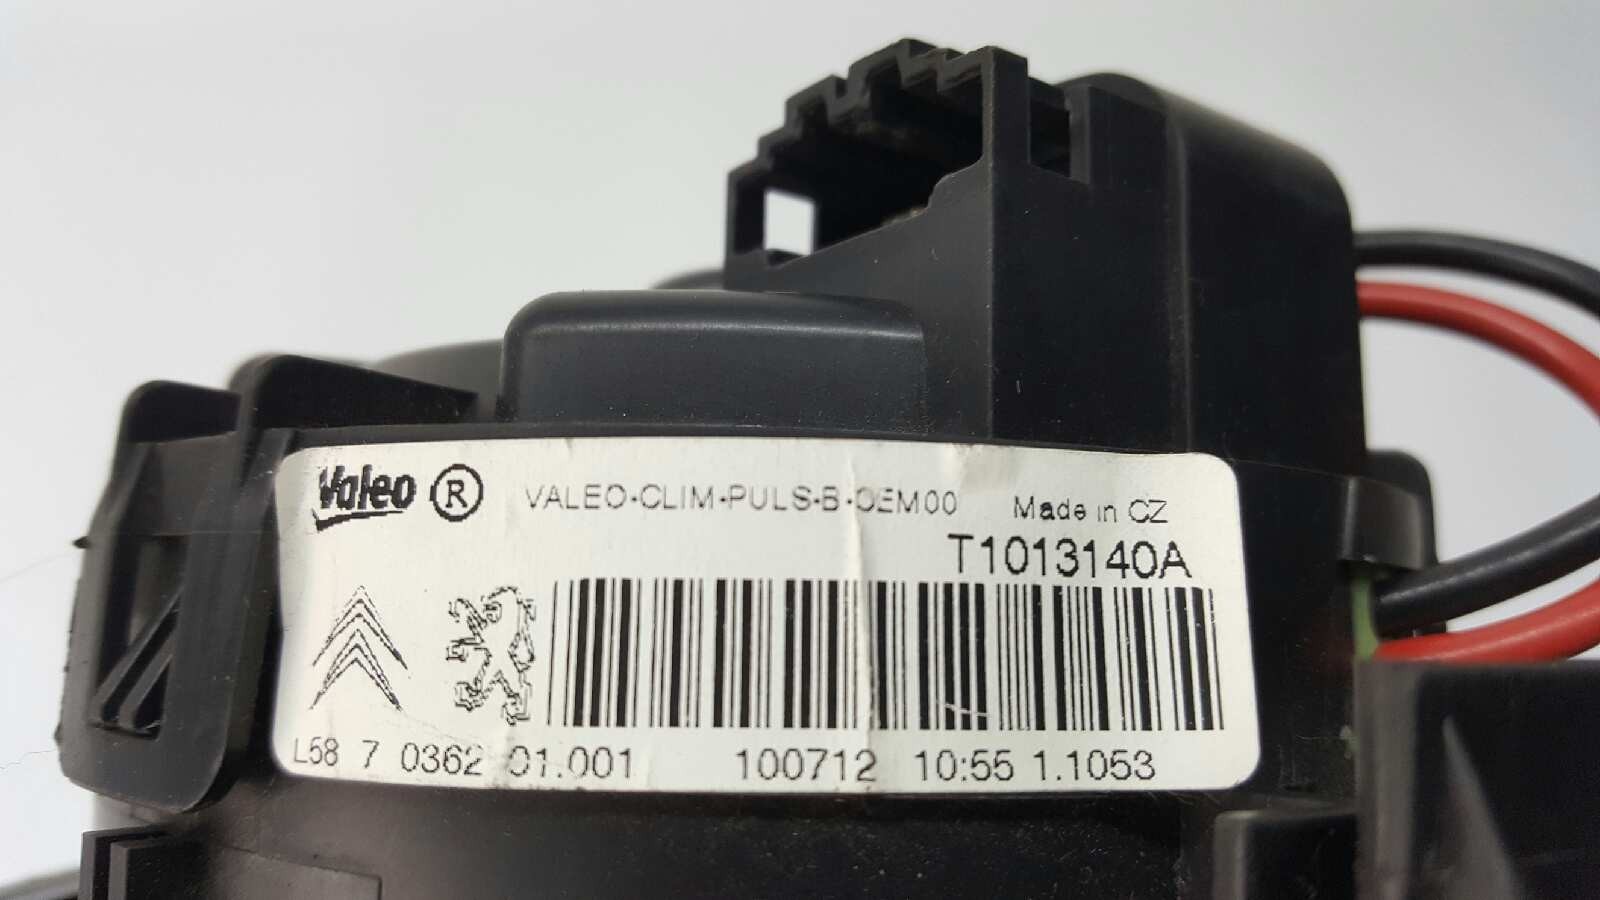 Valeo ® VALEO-CLIM-PULS-B-OEM00 Made in CZ
T1013140A
L58 7 0362 01.001 100712 10:55 1.1053